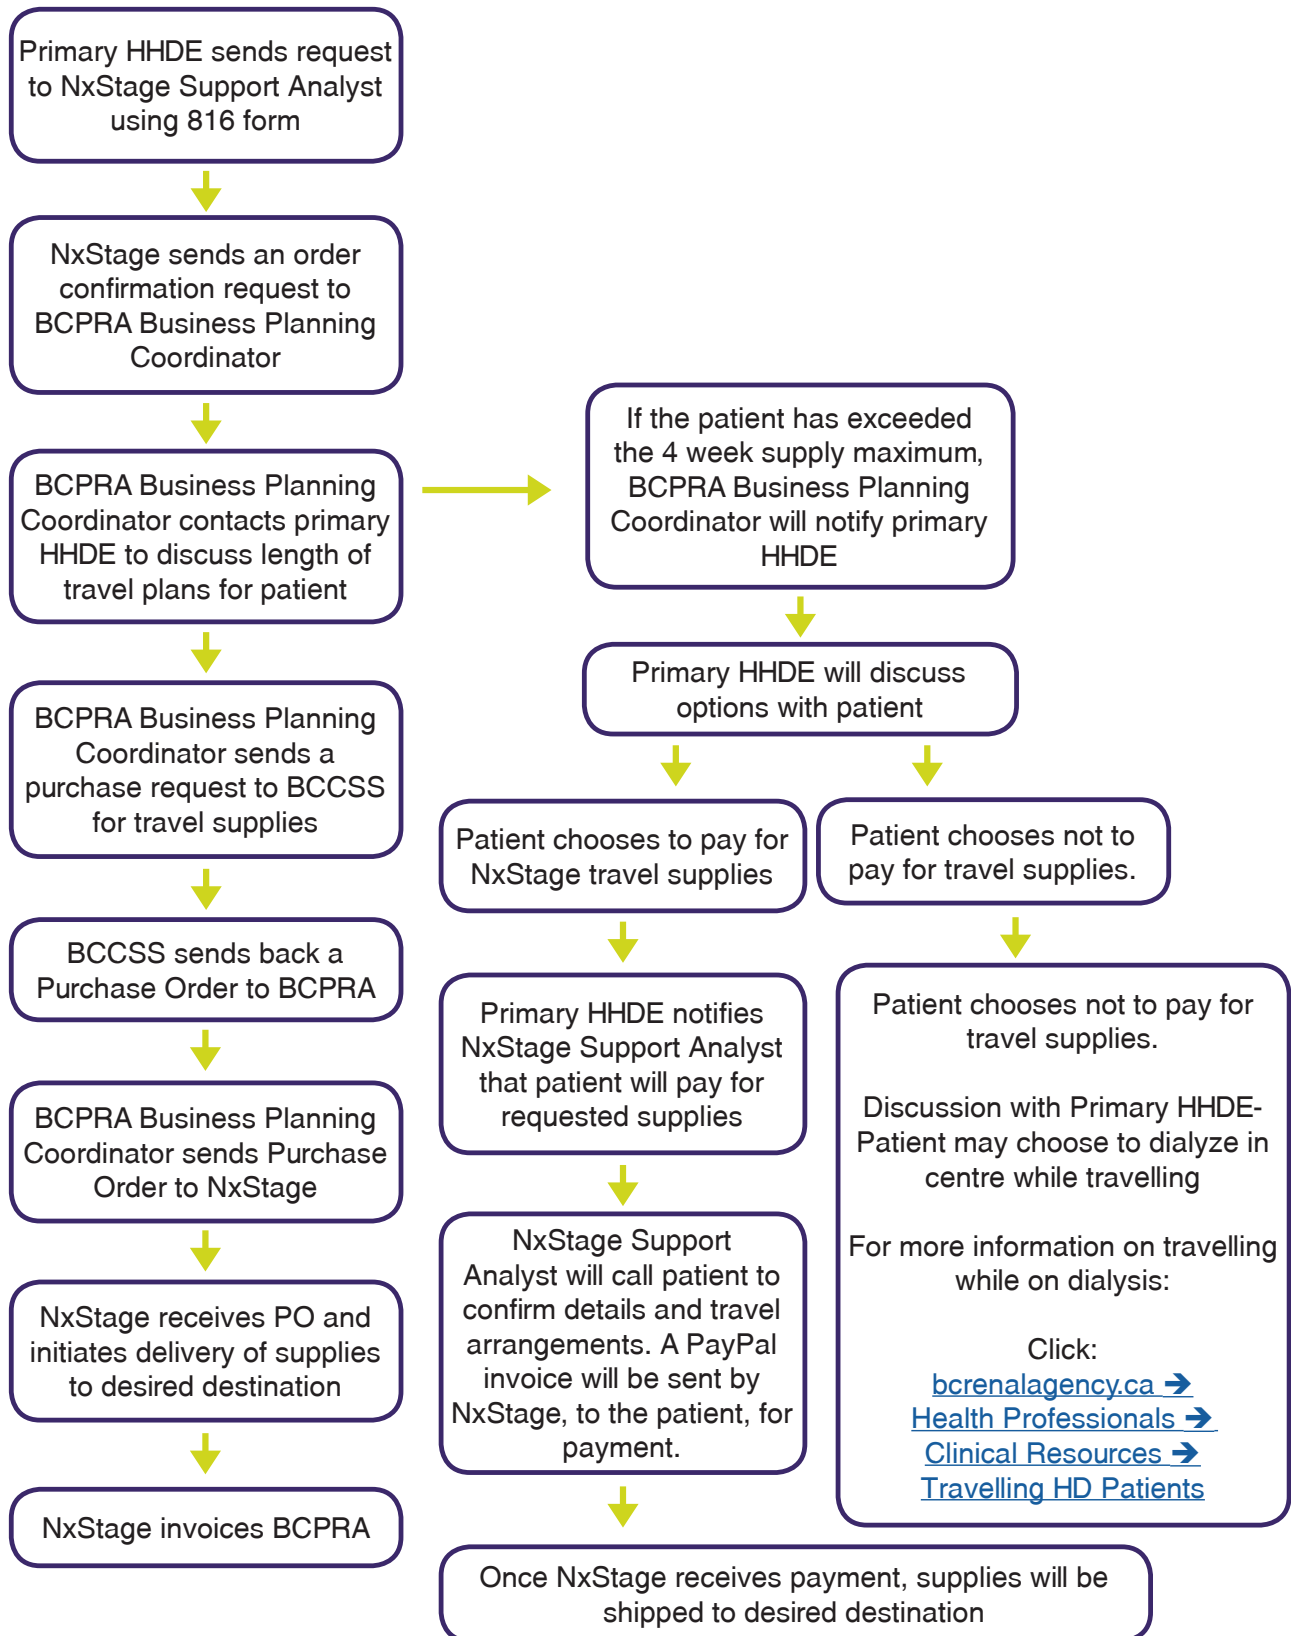 Primary HHDE sends request
to NxStage Support Analyst
using 816 form
NxStage sends an order
confirmation request to
BCPRA Business Planning
Coordinator
BCPRA Business Planning
Coordinator contacts primary
HHDE to discuss length of
travel plans for patient
BCPRA Business Planning
Coordinator sends a
purchase request to BCCSS
for travel supplies
BCCSS sends back a
Purchase Order to BCPRA
BCPRA Business Planning
Coordinator sends Purchase
Order to NxStage
NxStage receives PO and
initiates delivery of supplies
to desired destination
NxStage invoices BCPRA
If the patient has exceeded
the 4 week supply maximum,
BCPRA Business Planning
Coordinator will notify primary
HHDE
Primary HHDE will discuss
options with patient
Patient chooses to pay for
NxStage travel supplies
Primary HHDE notifies
NxStage Support Analyst
that patient will pay for
requested supplies
NxStage Support
Analyst will call patient to
confirm details and travel
arrangements. A PayPal
invoice will be sent by
NxStage, to the patient, for
payment.
Once NxStage receives payment, supplies will be
shipped to desired destination
Patient chooses not to
pay for travel supplies.
Patient chooses not to pay for
travel supplies.
Discussion with Primary HHDE-
Patient may choose to dialyze in
centre while travelling
For more information on travelling
while on dialysis:
Click:
bcrenalagency.ca ➔
Health Professionals ➔
Clinical Resources ➔
Travelling HD Patients